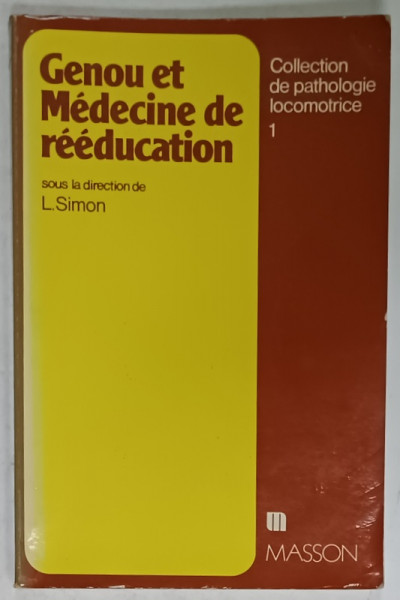 Genou et
Médecine de
rééducation
sous la direction de
L.Simon
Collection
de pathologie
locomotrice
1
m
MASSON